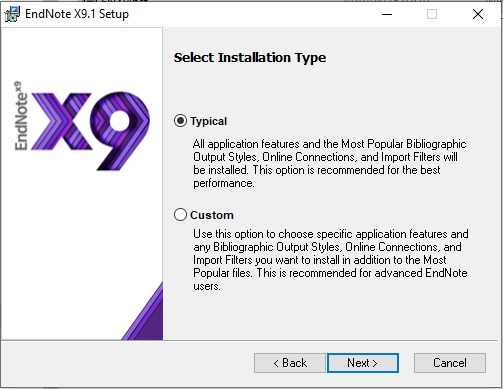 EndNote X9.1 Setup
Select Installation Type
EndNote x9
X9
Typical
All application features and the Most Popular Bibliographic
Output Styles, Online Connections, and Import Filters will
be installed. This option is recommended for the best
performance.
Custom
Use this option to choose specific application features and
any Bibliographic Output Styles, Online Connections, and
Import Filters you want to install in addition to the Most
Popular files. This is recommended for advanced EndNote
users.
< Back
Next >
Cancel